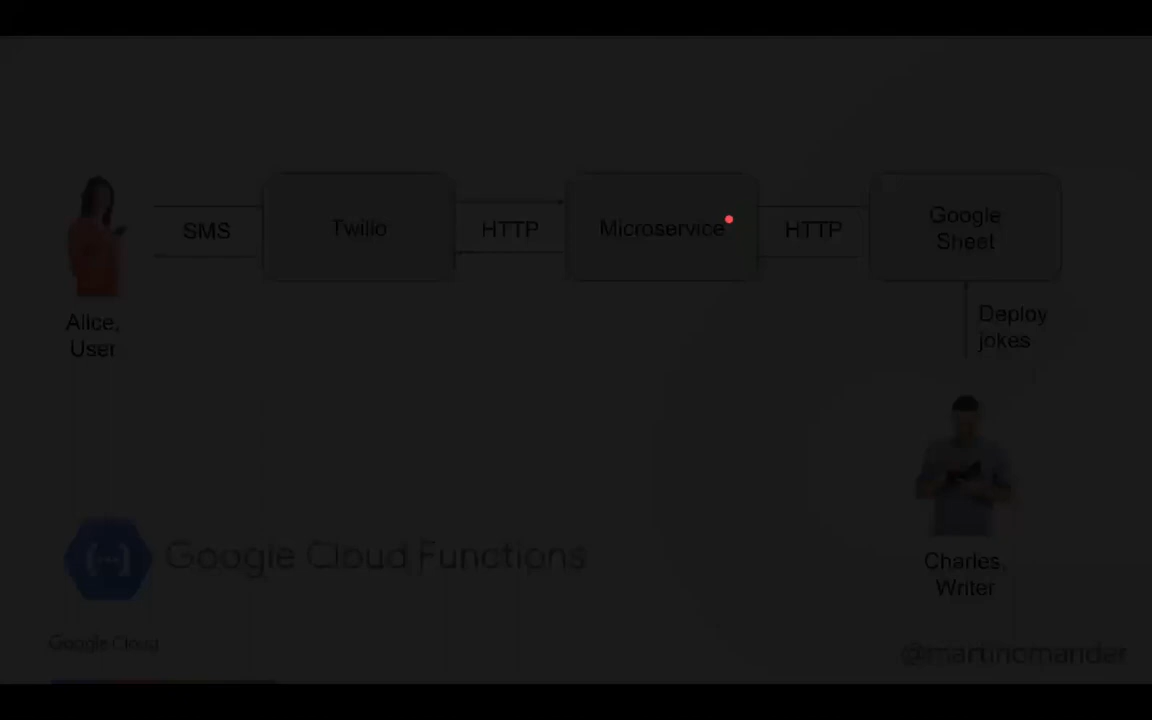 SMS
Twilio
HTTP
Microservice
HTTP
Google
Sheet
Alice,
User
Deploy
jokes
Google Cloud Functions
Charles,
Writer
Google Cloud
@martinomander